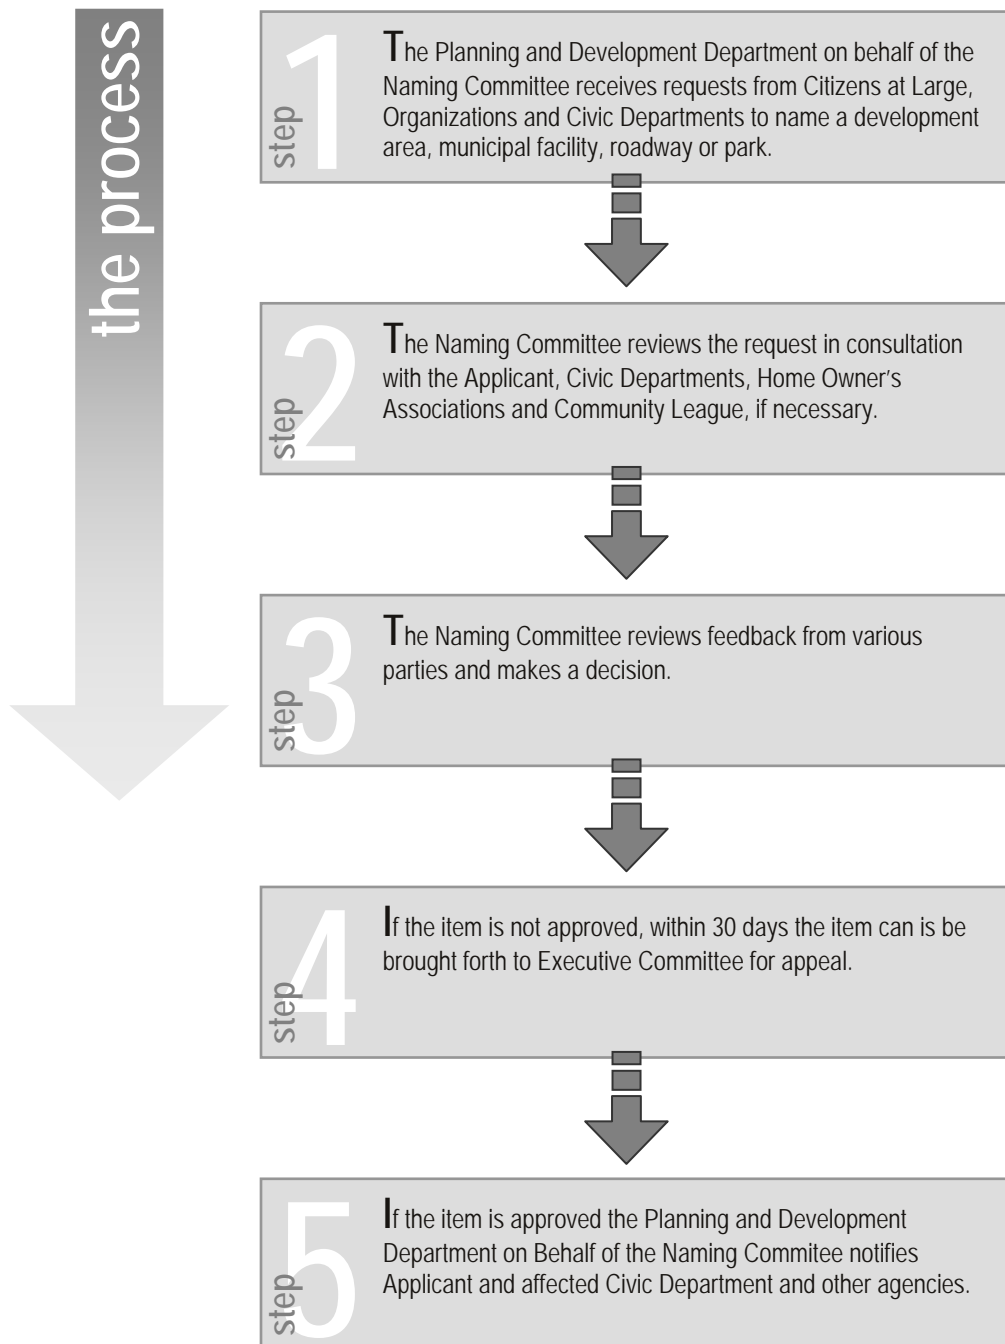 the process
step 1
The Planning and Development Department on behalf of the
Naming Committee receives requests from Citizens at Large,
Organizations and Civic Departments to name a development
area, municipal facility, roadway or park.
step 2
The Naming Committee reviews the request in consultation
with the Applicant, Civic Departments, Home Owner's
Associations and Community League, if necessary.
step 3
The Naming Committee reviews feedback from various
parties and makes a decision.
step 4
If the item is not approved, within 30 days the item can is be
brought forth to Executive Committee for appeal.
step 5
If the item is approved the Planning and Development
Department on Behalf of the Naming Commitee notifies
Applicant and affected Civic Department and other agencies.